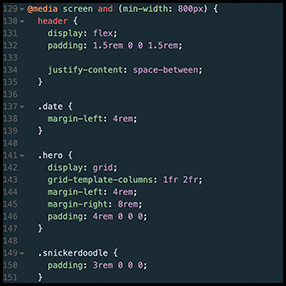 129 @media screen and (min-width: 800px) {
130 header {
131 display: flex;
132 padding: 1.5rem 0 0 1.5rem;
133
134 justify-content: space-between;
135 }
136
137 .date {
138 margin-left: 4rem;
139 }
140
141 .hero {
142 display: grid;
143 grid-template-columns: 1fr 2fr;
144 margin-left: 4rem;
145 margin-right: 8rem;
146 padding: 4rem 0 0 0;
147 }
148
149 .snickerdoodle {
150 padding: 3rem 0 0 0;
151 }